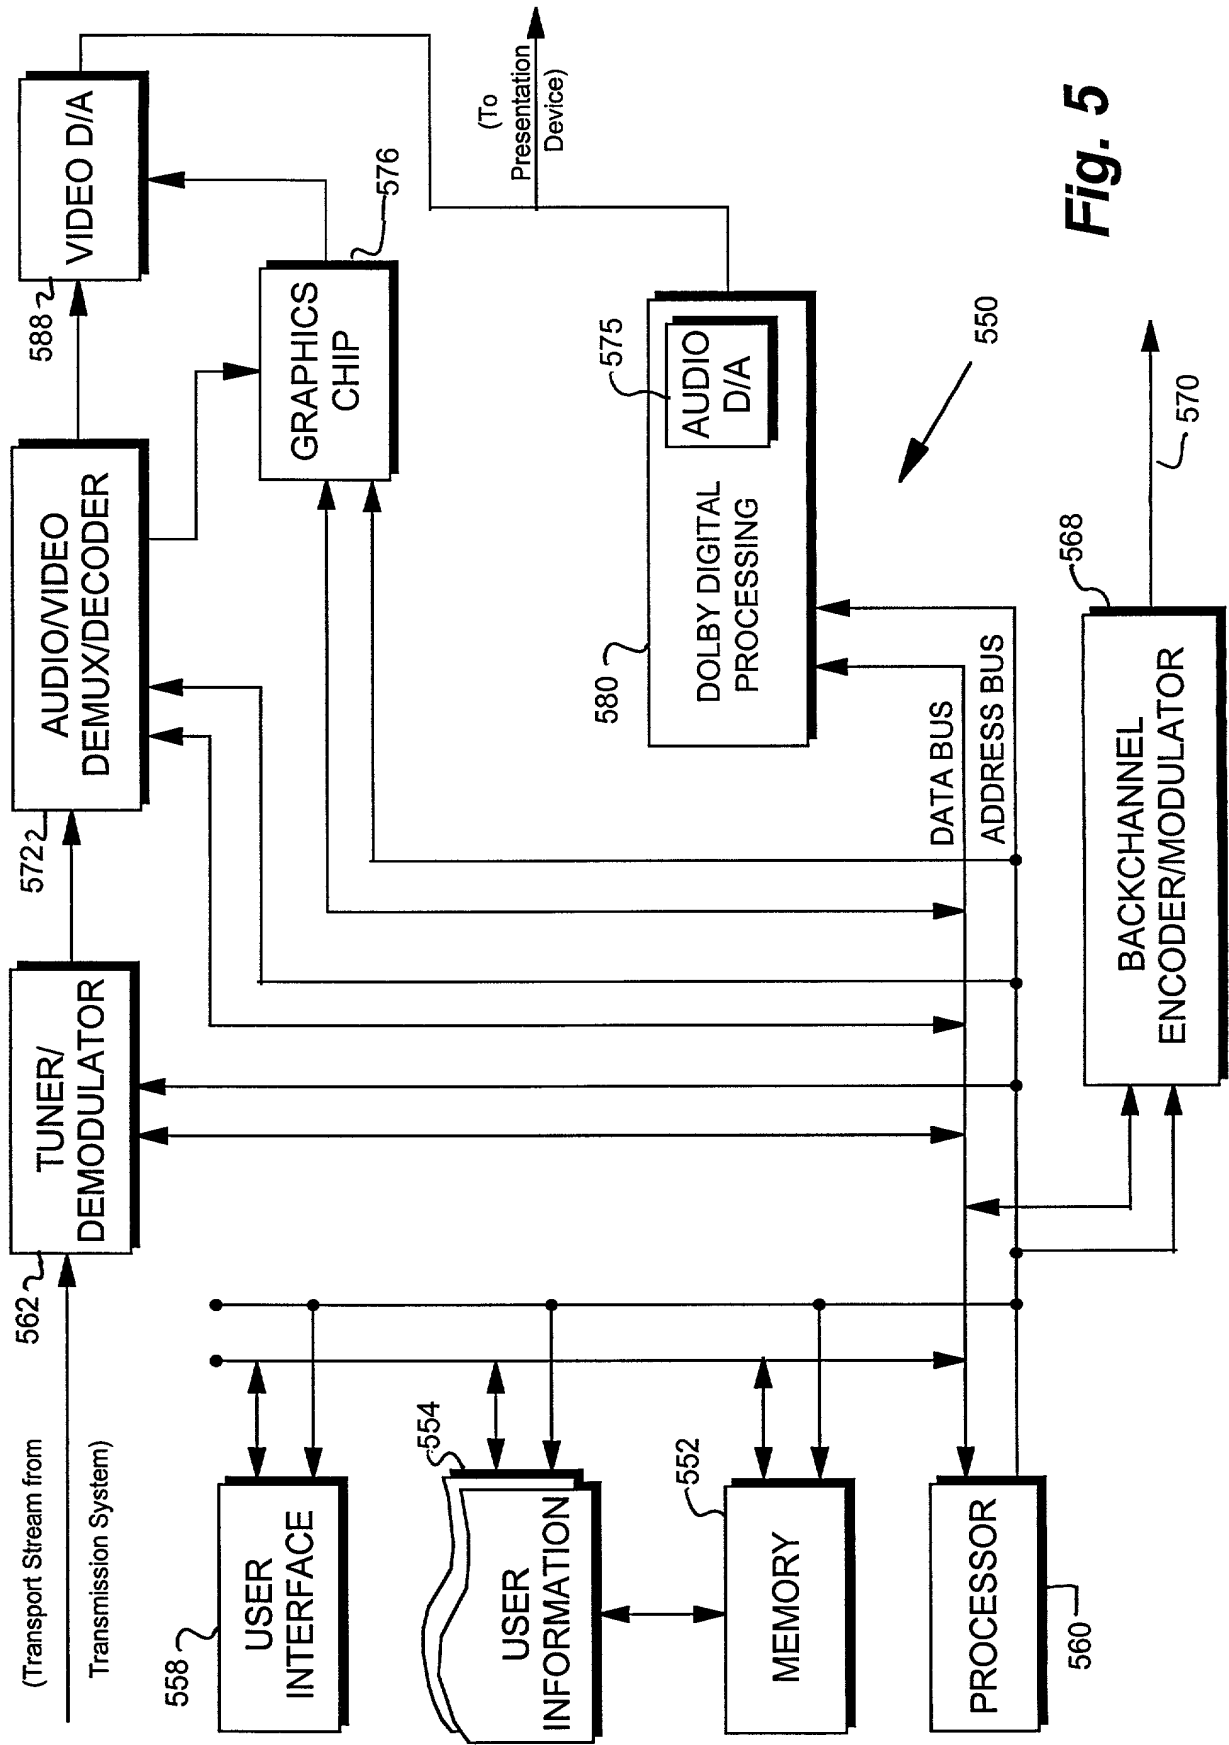 (Transport Stream from
Transmission System)
562
TUNER/
DEMODULATOR
572
AUDIO/VIDEO
DEMUX/DECODER
588
VIDEO D/A
558
USER
INTERFACE
GRAPHICS
CHIP
576
554
USER
INFORMATION
(To
Presentation
Device)
552
MEMORY
580
DOLBY DIGITAL
PROCESSING
575
AUDIO
D/A
DATA BUS
ADDRESS BUS
550
PROCESSOR
560
568
BACKCHANNEL
ENCODER/MODULATOR
570
Fig. 5